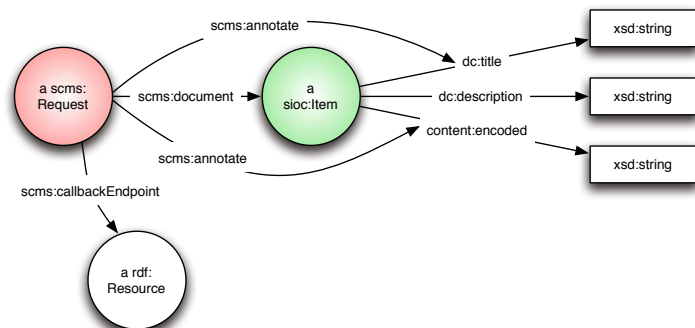 scms:annotate
xsd:string
dc:title
a scms:
Request
scms:document
a
sioc:Item
dc:description
xsd:string
content:encoded
scms:annotate
xsd:string
scms:callbackEndpoint
a rdf:
Resource